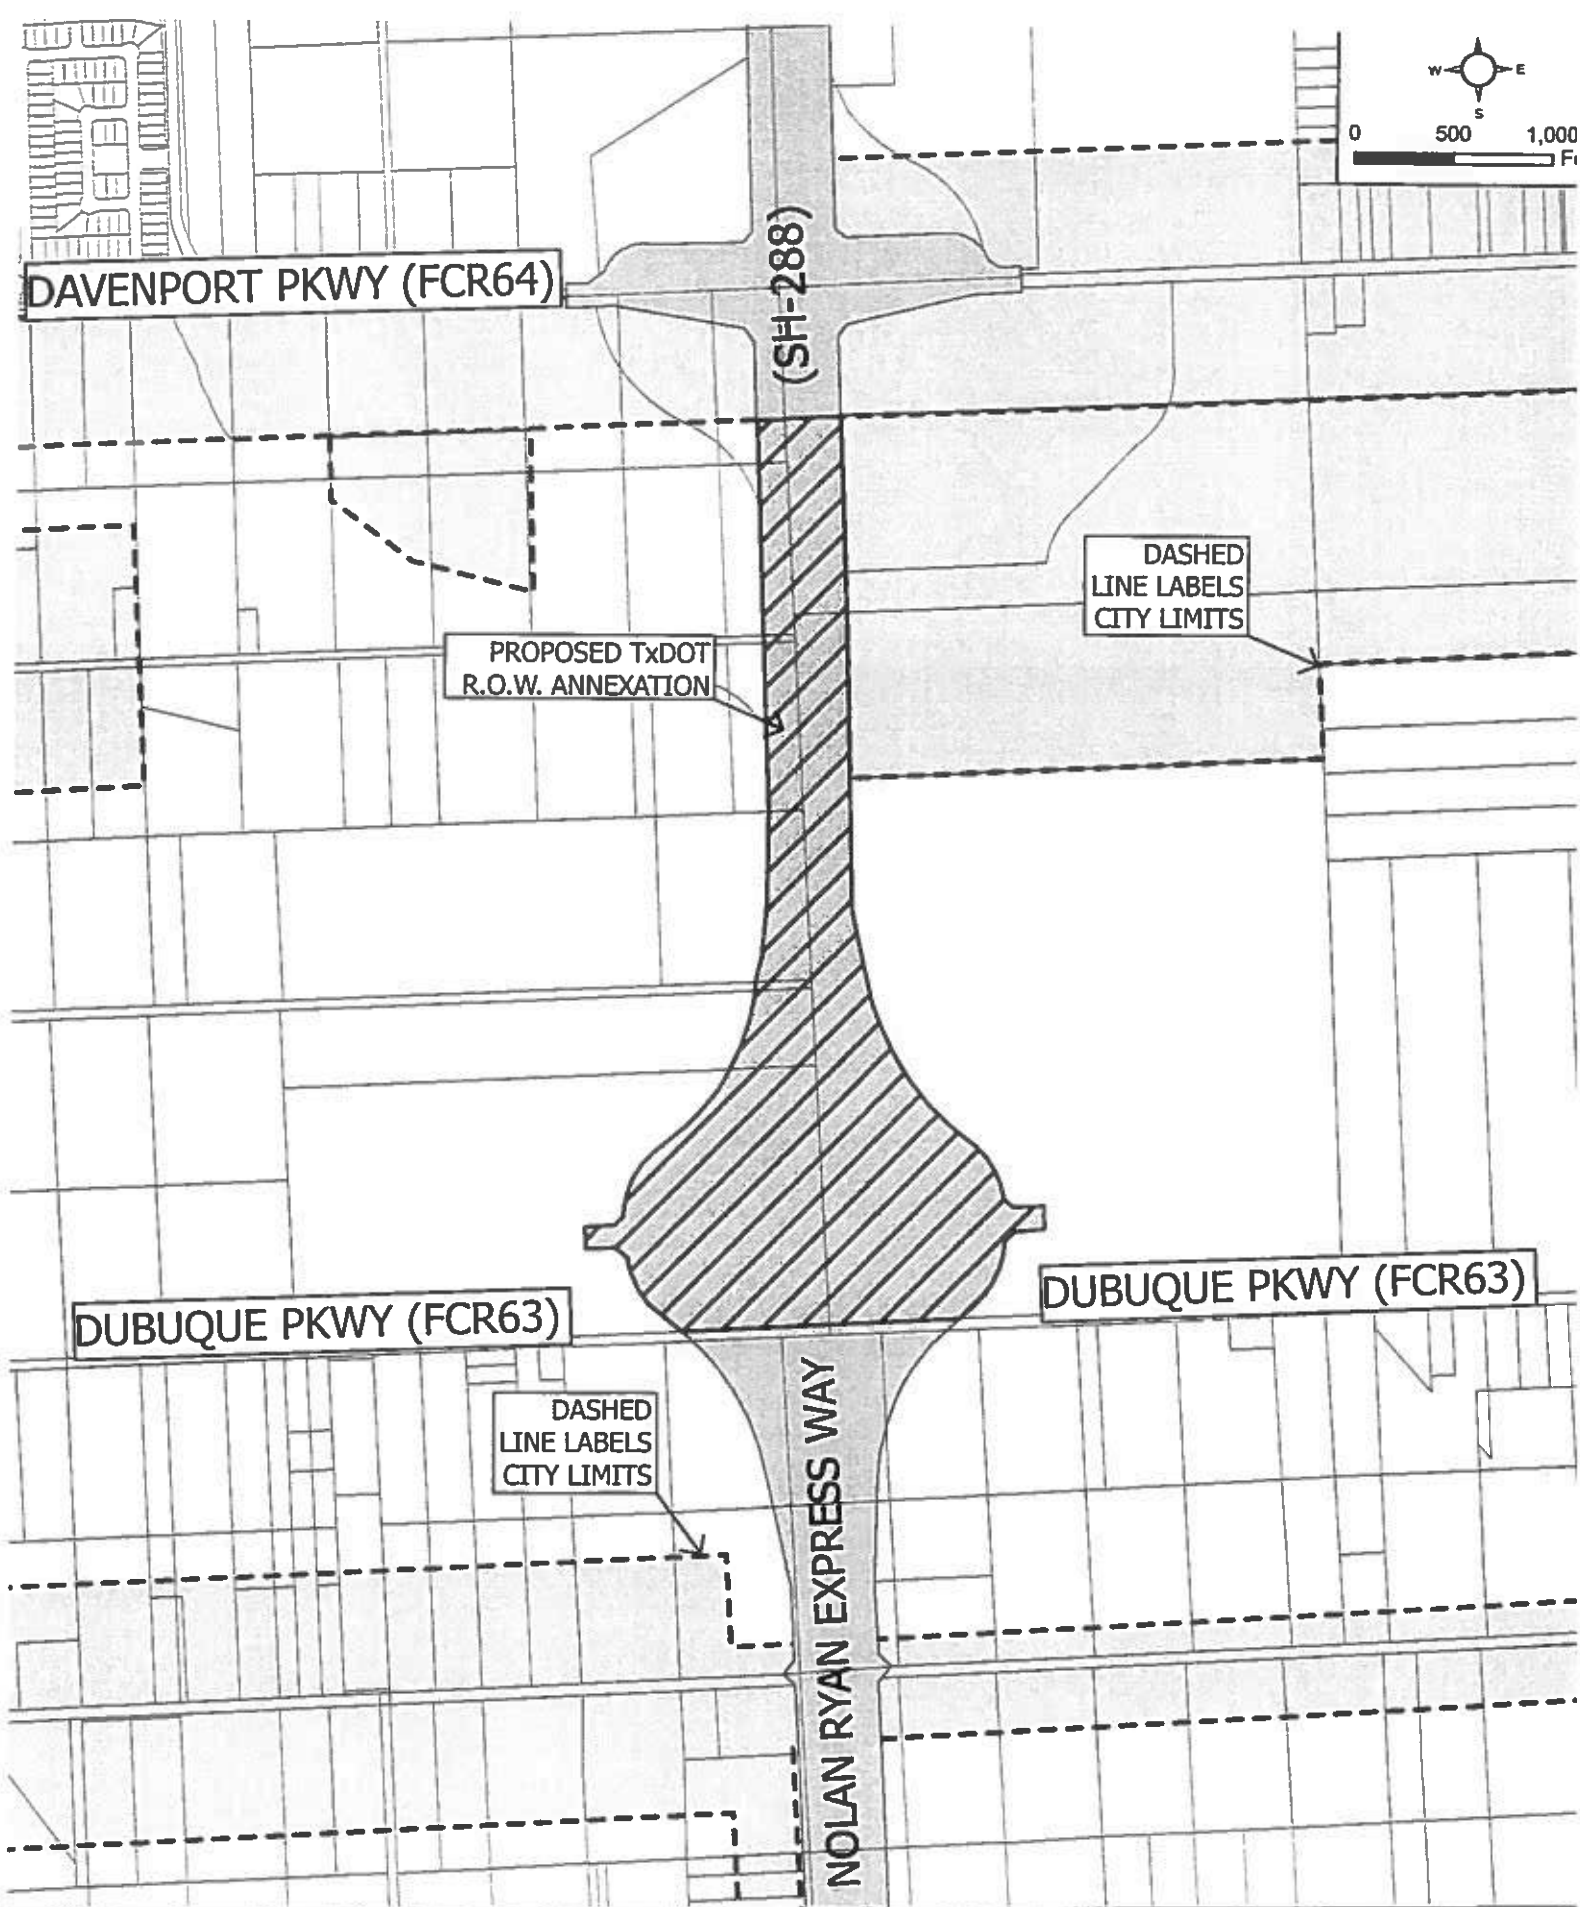 W E
S
0 500 1,000
DAVENPORT PKWY (FCR64)
(SH-288)
DASHED
LINE LABELS
CITY LIMITS
PROPOSED TxDOT
R.O.W. ANNEXATION
DUBUQUE PKWY (FCR63)
DUBUQUE PKWY (FCR63)
DASHED
LINE LABELS
CITY LIMITS
NOLAN RYAN EXPRESS WAY